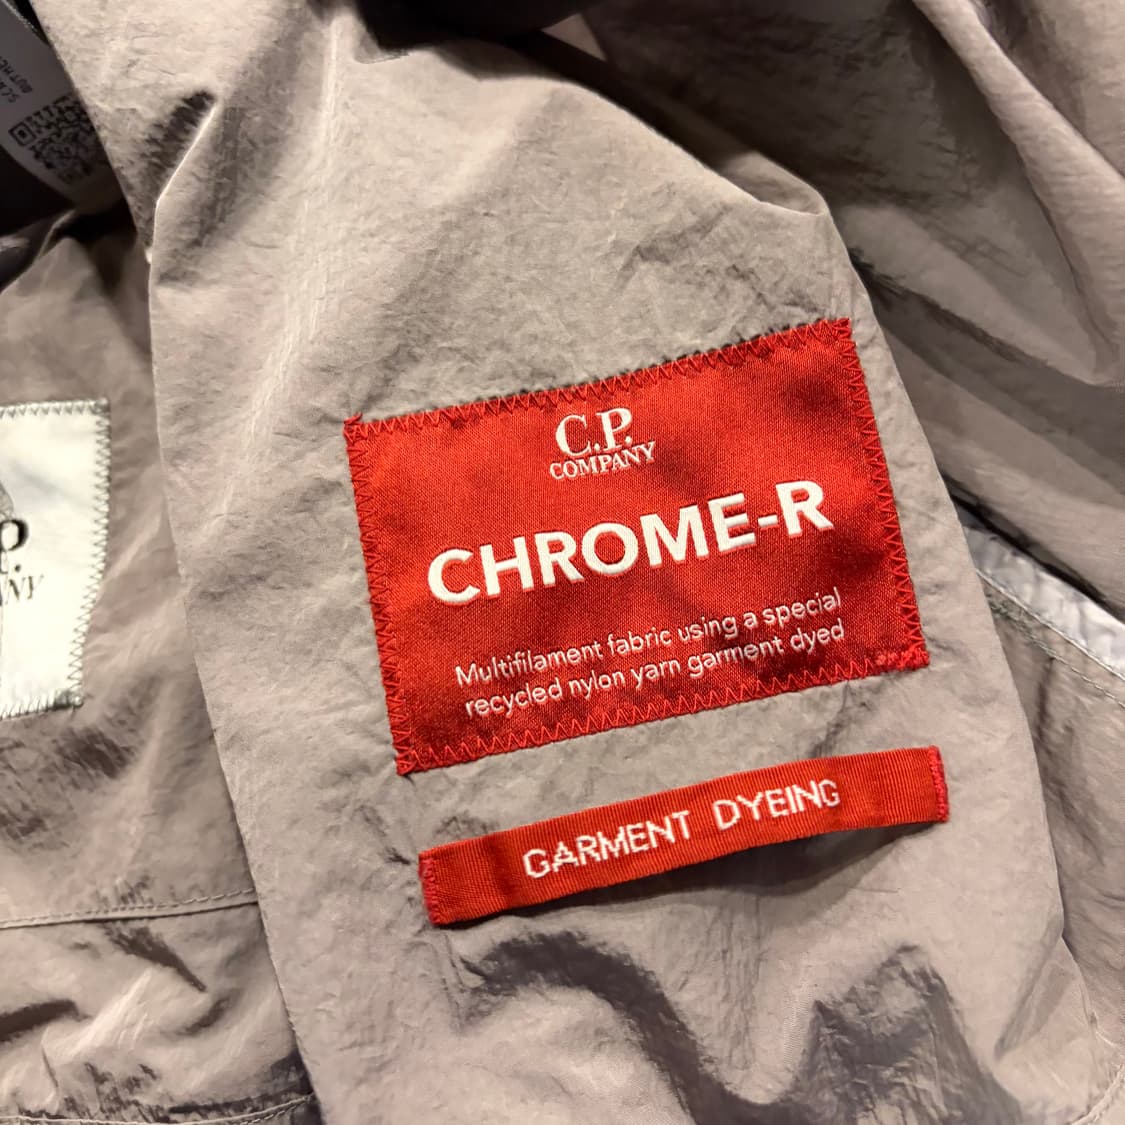 C.P.
COMPANY
CHROME-R
Multifilament fabric using a special
recycled nylon yarn garment dyed
GARMENT DYEING